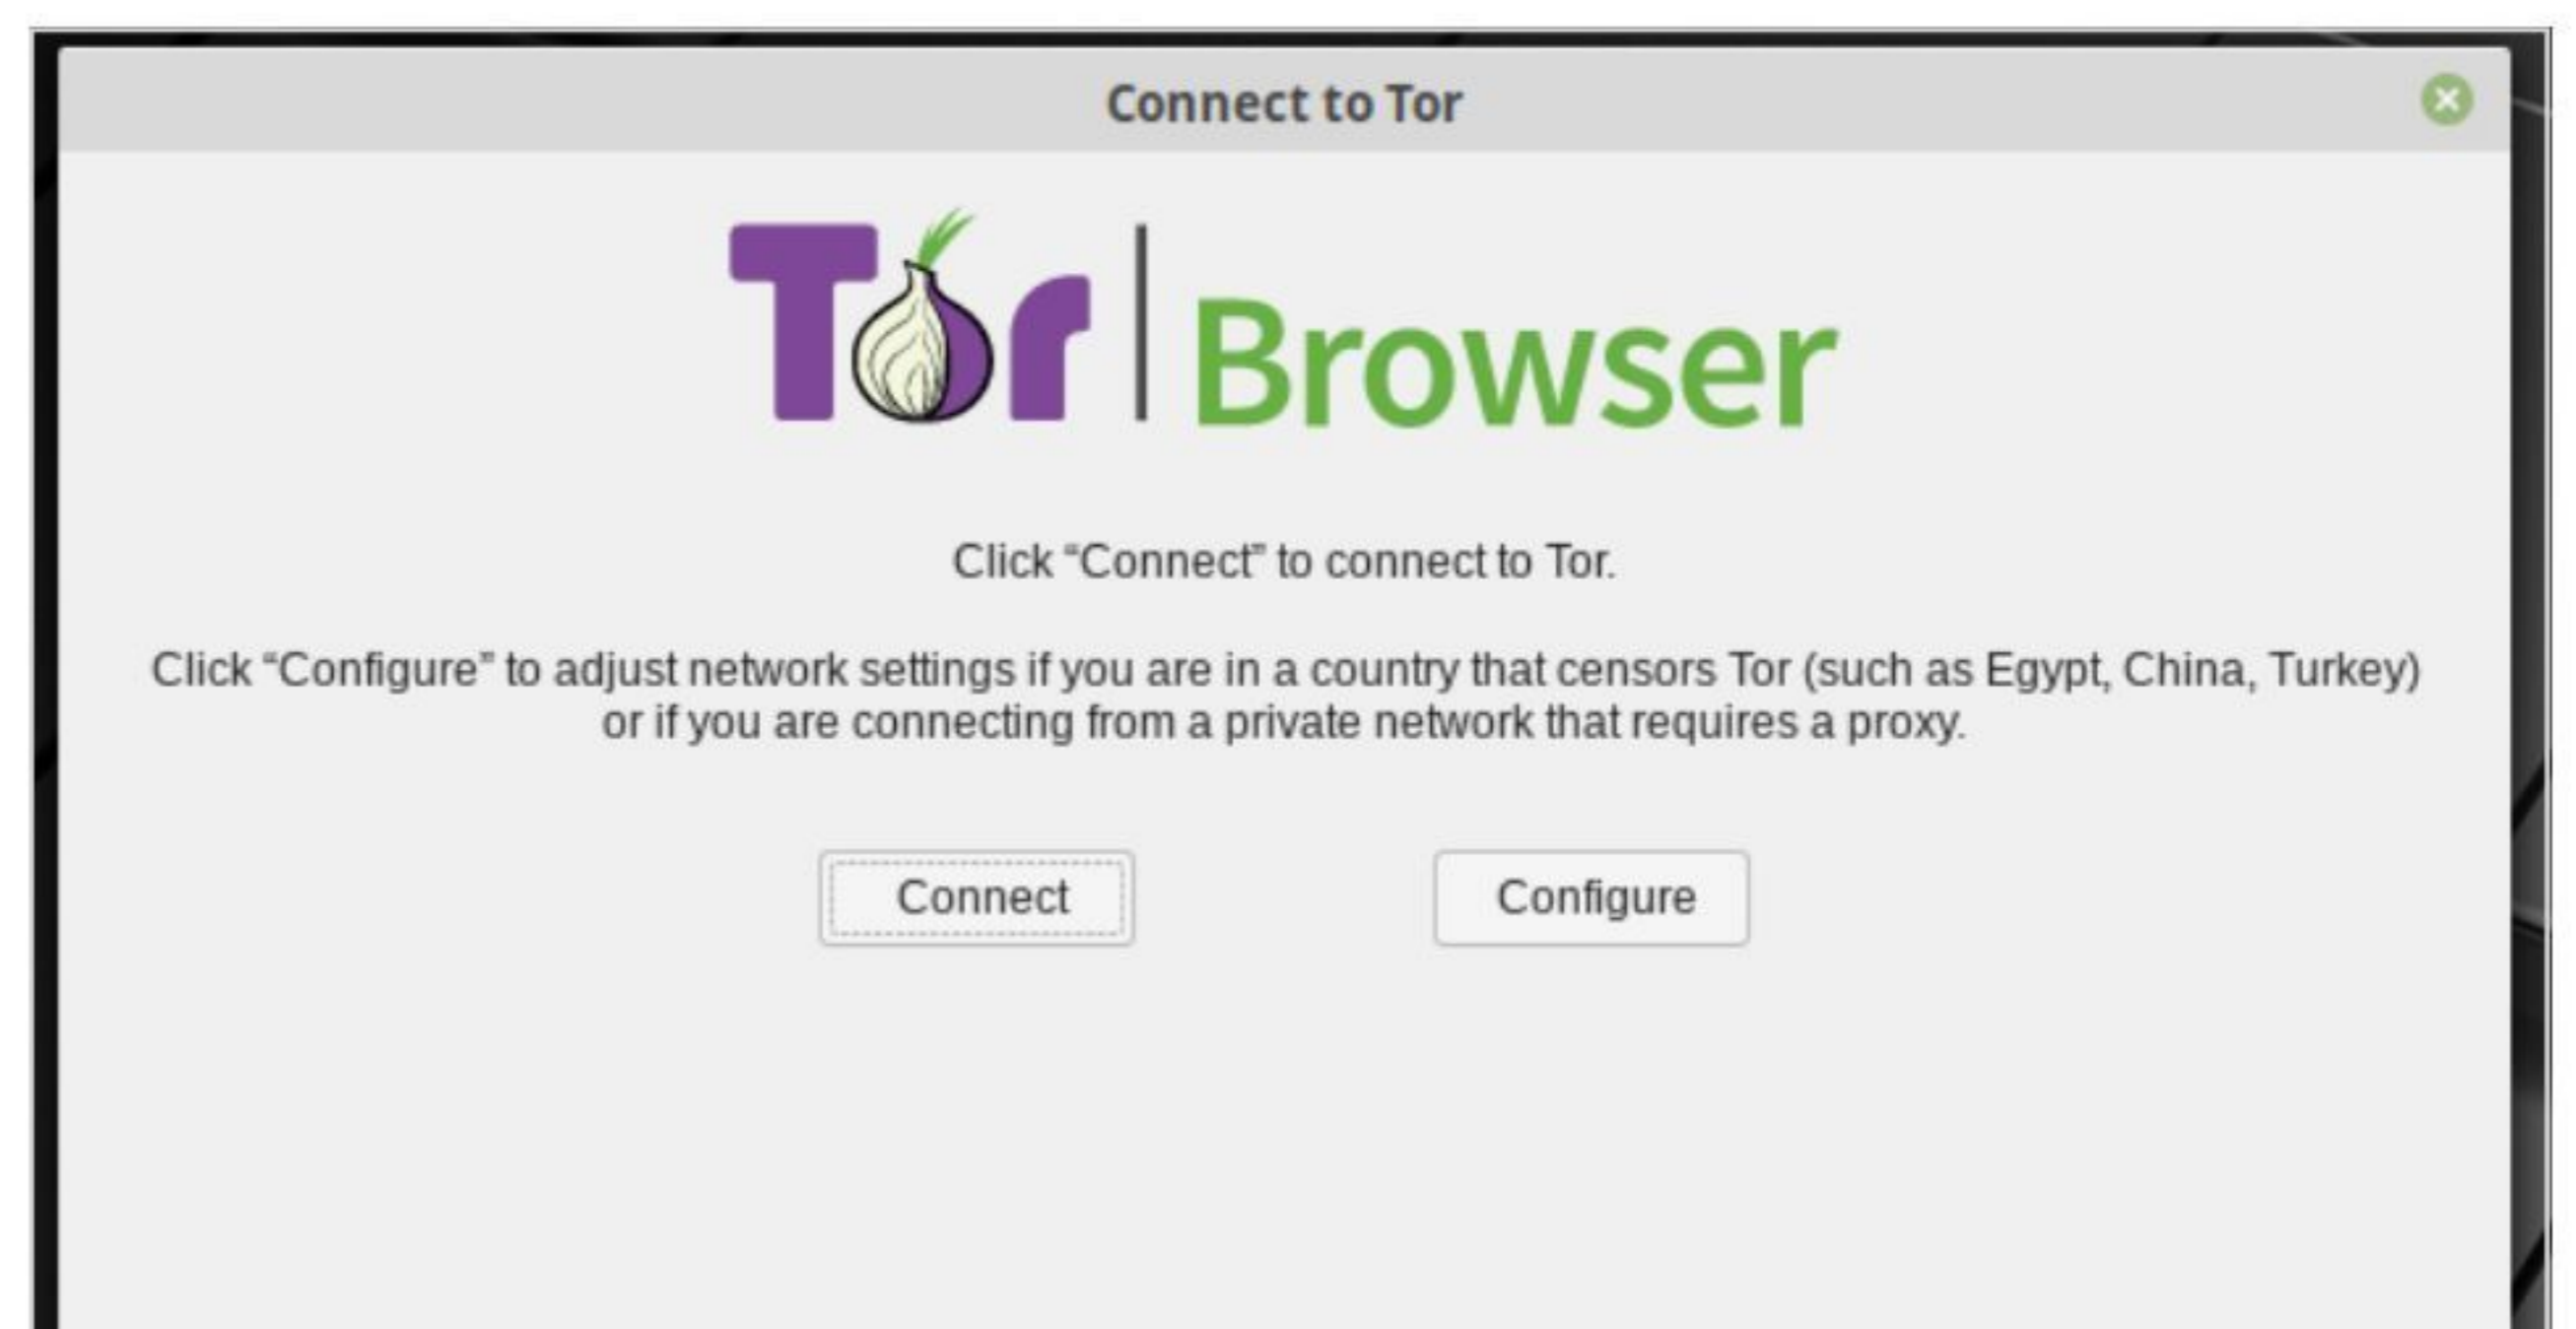 Connect to Tor
Tor | Browser
Click “Connect” to connect to Tor.
Click “Configure” to adjust network settings if you are in a country that censors Tor (such as Egypt, China, Turkey)
or if you are connecting from a private network that requires a proxy.
Connect Configure